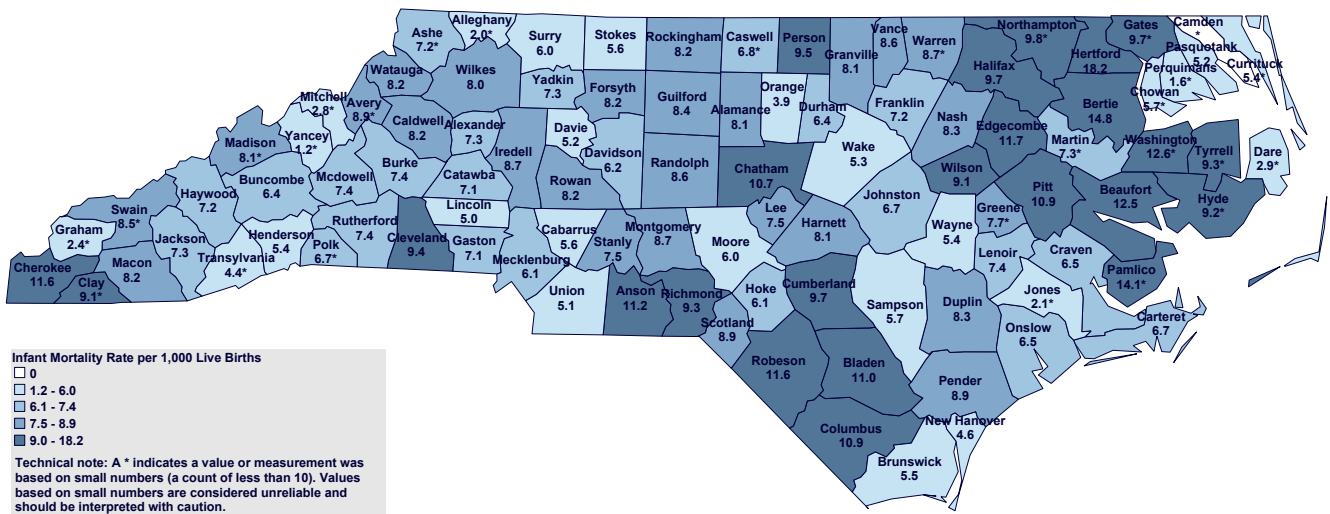 Alleghany
2.0*
Ashe
7.2*
Surry
6.0
Stokes
5.6
Rockingham
8.2
Caswell
6.8*
Person
9.5
Granville
8.1
Vance
8.6
Warren
8.7*
Northampton
9.8*
Gates
9.7*
Camden
*
Pasquotank
5.2
Currituck
5.4*
Perquimans
1.6*
Chowan
5.7*
Hertford
18.2
Halifax
9.7
Bertie
14.8
Watauga
8.2
Wilkes
8.0
Yadkin
7.3
Forsyth
8.2
Guilford
8.4
Alamance
8.1
Orange
3.9
Durham
6.4
Franklin
7.2
Nash
8.3
Edgecombe
11.7
Martin
7.3*
Washington
12.6*
Tyrrell
9.3*
Dare
2.9*
Mitchell
2.8*
Avery
8.9*
Caldwell
8.2
Alexander
7.3
Iredell
8.7
Davie
5.2
Davidson
6.2
Randolph
8.6
Chatham
10.7
Wake
5.3
Wilson
9.1
Pitt
10.9
Beaufort
12.5
Hyde
9.2*
Madison
8.1*
Yancey
1.2*
Burke
7.4
Catawba
7.1
Rowan
8.2
Johnston
6.7
Greene
7.7*
Haywood
7.2
Buncombe
6.4
Mcdowell
7.4
Lincoln
5.0
Lee
7.5
Harnett
8.1
Wayne
5.4
Lenoir
7.4
Craven
6.5
Pamlico
14.1*
Swain
8.5*
Graham
2.4*
Jackson
7.3
Henderson
5.4
Polk
6.7*
Rutherford
7.4
Cleveland
9.4
Gaston
7.1
Mecklenburg
6.1
Cabarrus
5.6
Stanly
7.5
Montgomery
8.7
Moore
6.0
Cherokee
11.6
Clay
9.1*
Macon
8.2
Transylvania
4.4*
Union
5.1
Anson
11.2
Richmond
9.3
Scotland
8.9
Hoke
6.1
Cumberland
9.7
Sampson
5.7
Duplin
8.3
Jones
2.1*
Onslow
6.5
Carteret
6.7
Robeson
11.6
Bladen
11.0
Pender
8.9
Columbus
10.9
New Hanover
4.6
Brunswick
5.5
Infant Mortality Rate per 1,000 Live Births
0
1.2 - 6.0
6.1 - 7.4
7.5 - 8.9
9.0 - 18.2
Technical note: A * indicates a value or measurement was
based on small numbers (a count of less than 10). Values
based on small numbers are considered unreliable and
should be interpreted with caution.